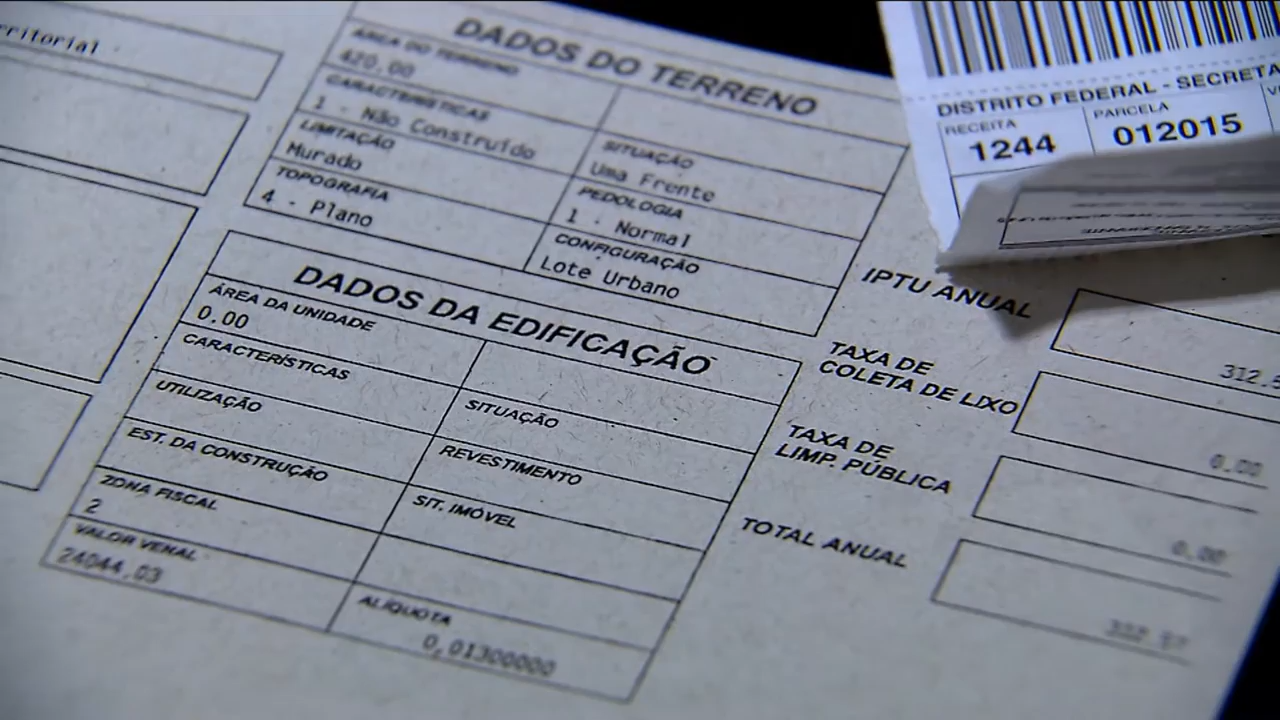 rritorial
DADOS DO TERRENO
ÁREA DO TERRENO
420,00
CARACTERÍSTICAS
1 - Não Construído
SITUAÇÃO
Uma Frente
LIMITAÇÃO
Murado
PEDOLOGIA
1 - Normal
TOPOGRAFIA
4 - Plano
CONFIGURAÇÃO
Lote Urbano
DADOS DA EDIFICAÇÃO
ÁREA DA UNIDADE
0.00
CARACTERÍSTICAS
SITUAÇÃO
UTILIZAÇÃO
REVESTIMENTO
EST. DA CONSTRUÇÃO
SIT. IMÓVEL
ZONA FISCAL
2
VALOR VENAL
24044,03
ALÍQUOTA
0,01300000
DISTRITO FEDERAL - SECRETA
RECEITA
1244
PARCELA
012015
IPTU ANUAL
312.5
TAXA DE
COLETA DE LIXO
0.00
TAXA DE
LIMP. PÚBLICA
0.00
TOTAL ANUAL